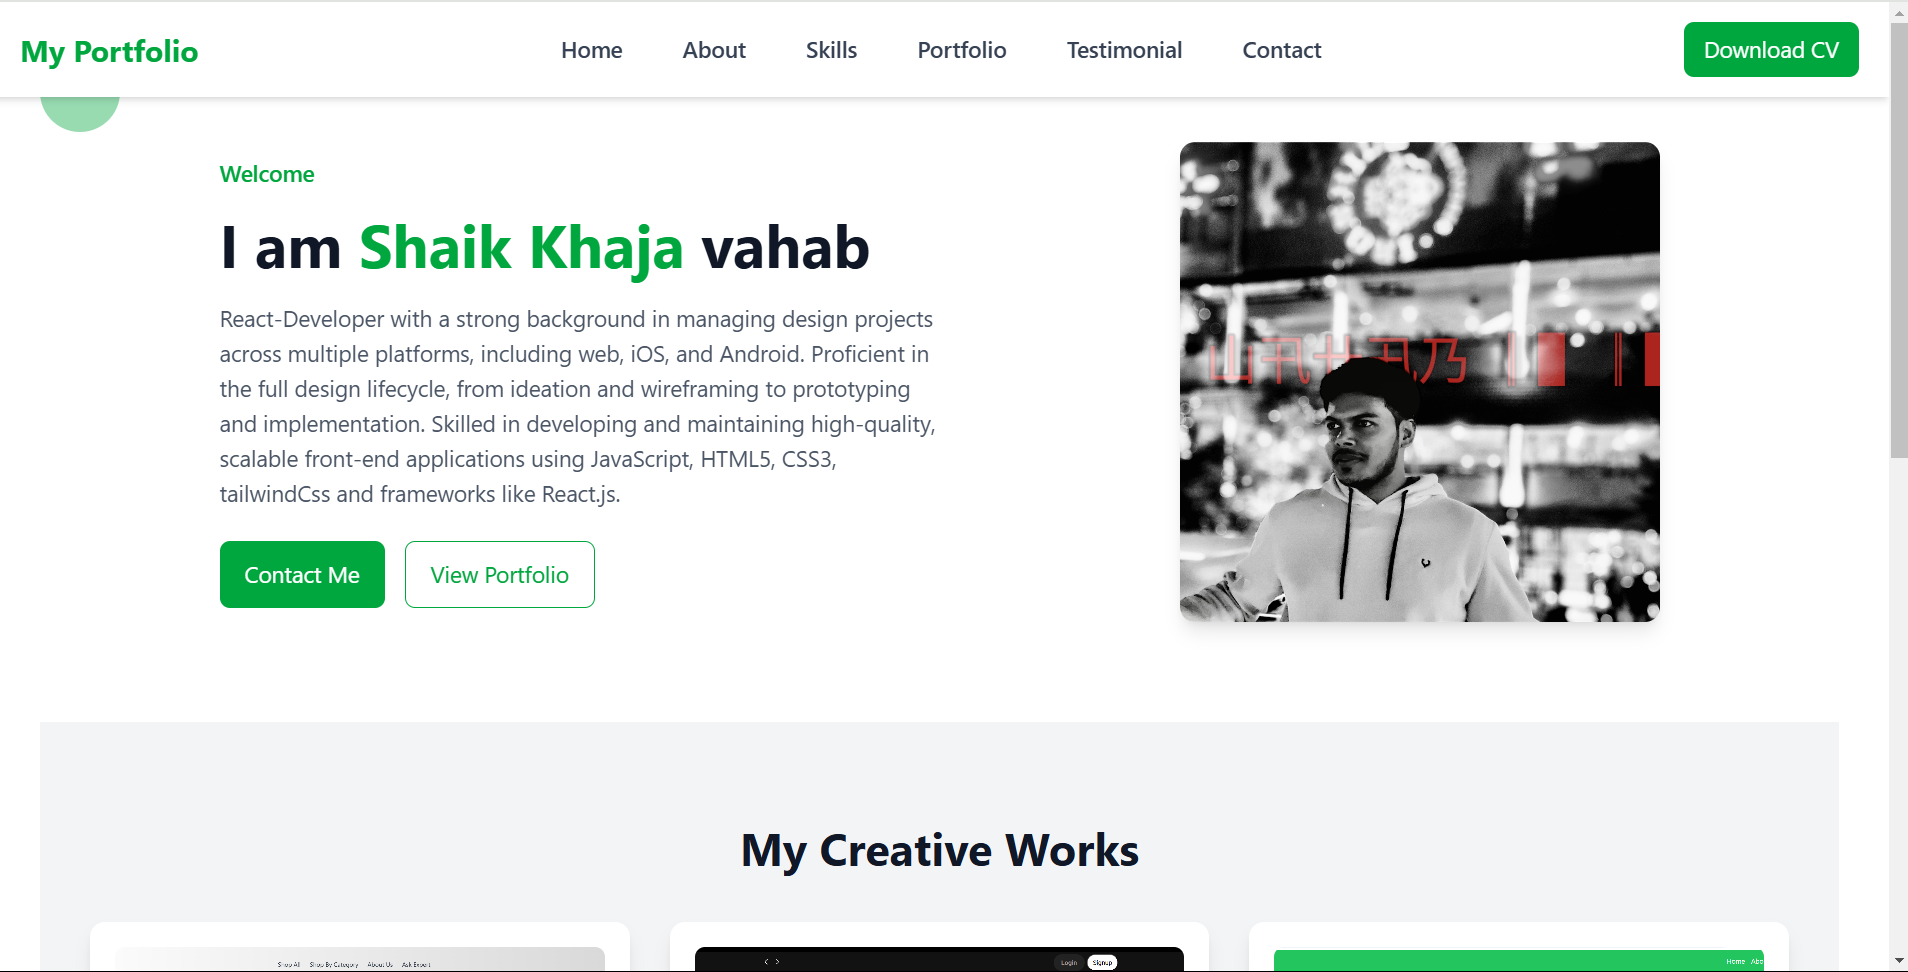 My Portfolio
Home
About
Skills
Portfolio
Testimonial
Contact
Download CV
Welcome
I am Shaik Khaja vahab
React-Developer with a strong background in managing design projects
across multiple platforms, including web, iOS, and Android. Proficient in
the full design lifecycle, from ideation and wireframing to prototyping
and implementation. Skilled in developing and maintaining high-quality,
scalable front-end applications using JavaScript, HTML5, CSS3,
tailwindCss and frameworks like React.js.
Contact Me
View Portfolio
My Creative Works
Shop All
Shop By Category
About Us
Ask Expert
Login
Signup
Home